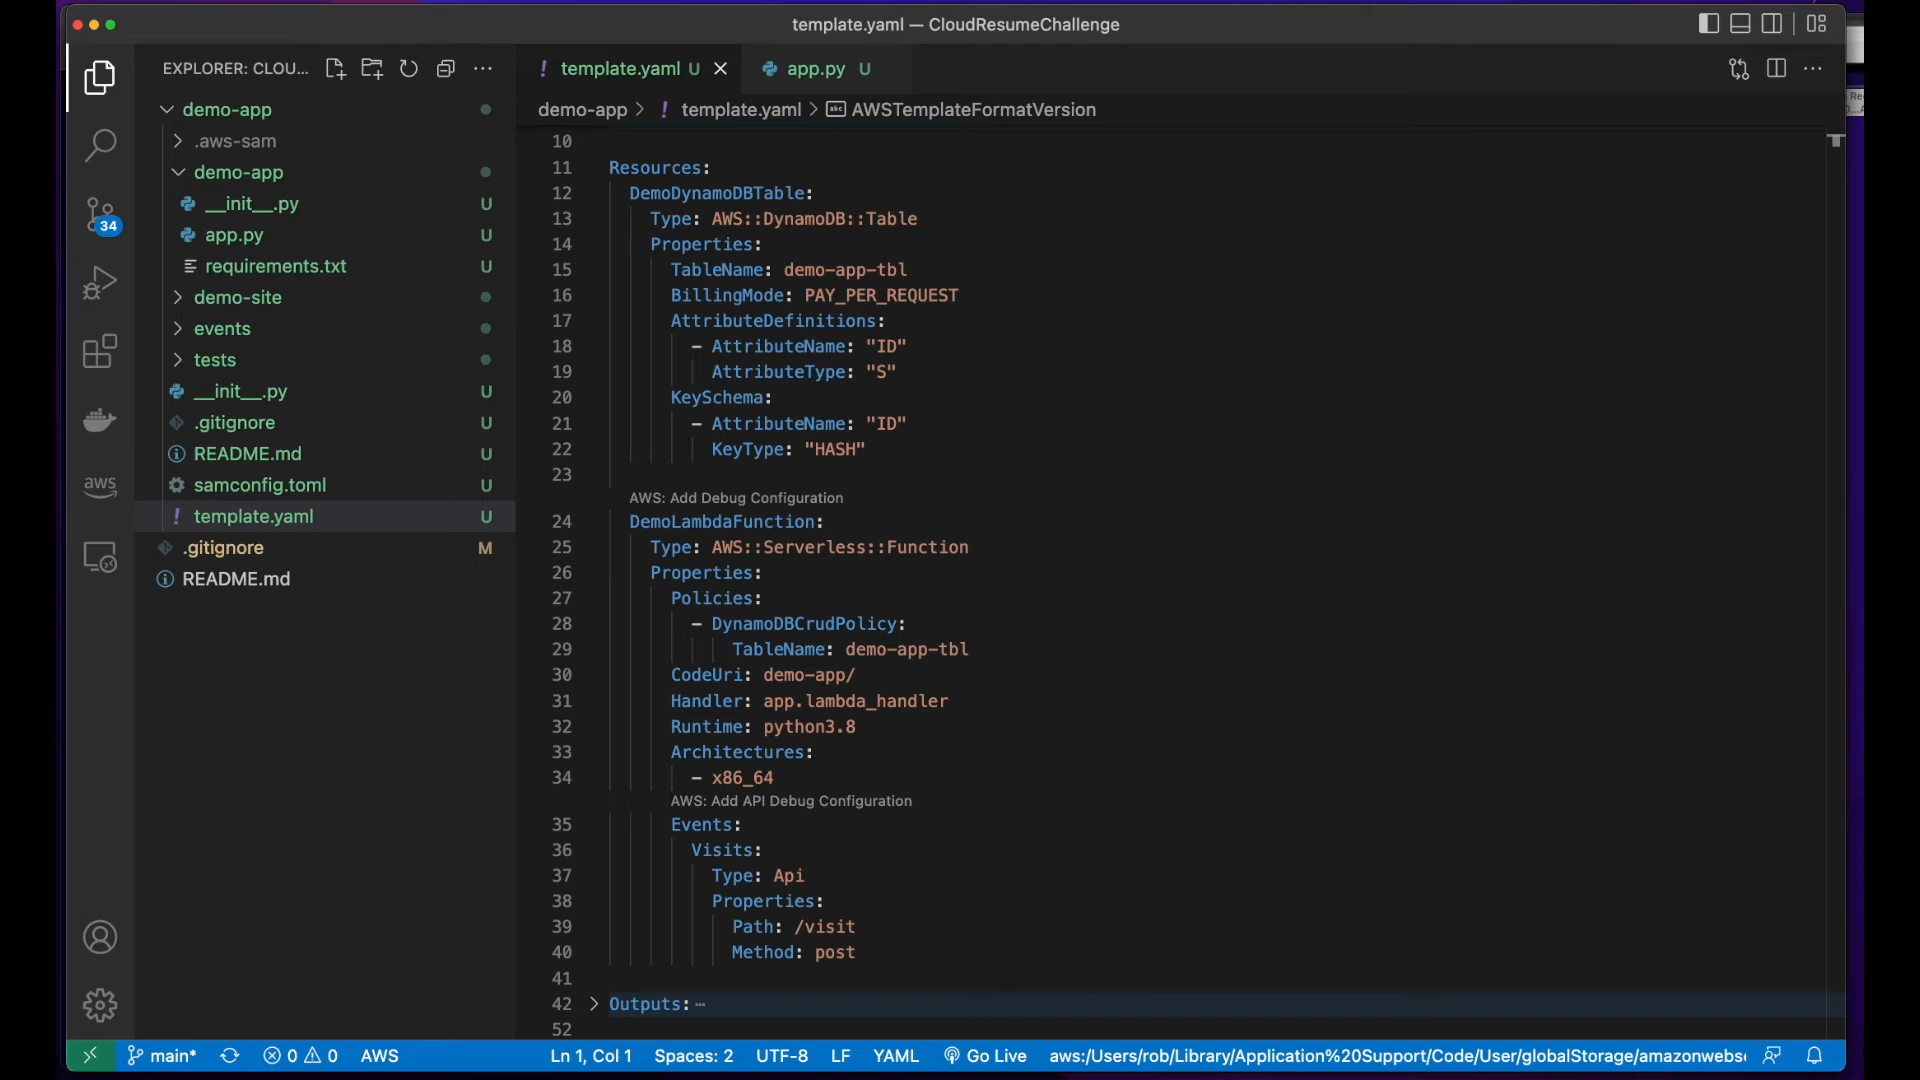 template.yaml — CloudResumeChallenge
EXPLORER: CLOU...
demo-app
.aws-sam
demo-app
__init__.py U
app.py U
requirements.txt U
demo-site
events
tests
__init__.py U
.gitignore U
README.md U
samconfig.toml U
! template.yaml U
.gitignore M
README.md
34
aws
! template.yaml U
app.py U
demo-app > ! template.yaml > AWSTemplateFormatVersion
10
11 Resources:
12 DemoDynamoDBTable:
13 Type: AWS::DynamoDB::Table
14 Properties:
15 TableName: demo-app-tbl
16 BillingMode: PAY_PER_REQUEST
17 AttributeDefinitions:
18 - AttributeName: "ID"
19 AttributeType: "S"
20 KeySchema:
21 - AttributeName: "ID"
22 KeyType: "HASH"
23
AWS: Add Debug Configuration
24 DemoLambdaFunction:
25 Type: AWS::Serverless::Function
26 Properties:
27 Policies:
28 - DynamoDBCrudPolicy:
29 TableName: demo-app-tbl
30 CodeUri: demo-app/
31 Handler: app.lambda_handler
32 Runtime: python3.8
33 Architectures:
34 - x86_64
AWS: Add API Debug Configuration
35 Events:
36 Visits:
37 Type: Api
38 Properties:
39 Path: /visit
40 Method: post
41
42 Outputs: ⋯
52
main* 0 0 AWS Ln 1, Col 1 Spaces: 2 UTF-8 LF YAML Go Live aws:/Users/rob/Library/Application%20Support/Code/User/globalStorage/amazonwebs